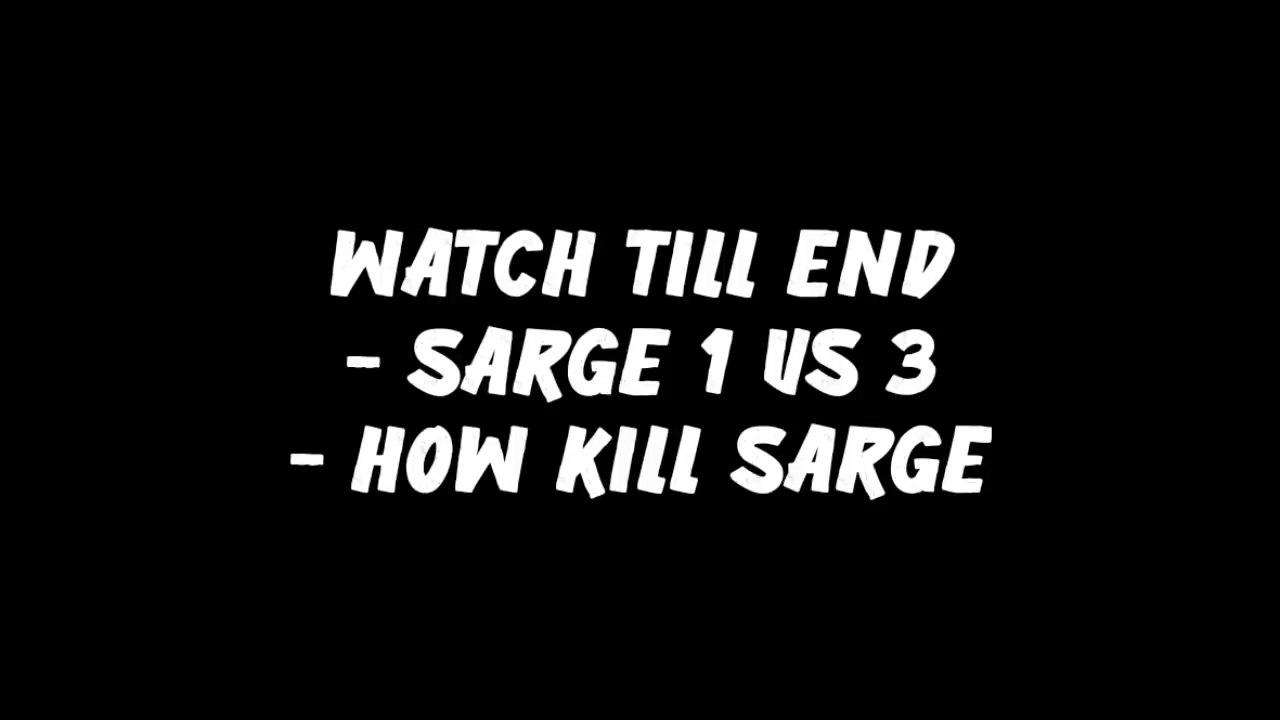 WATCH TILL END
- SARGE 1 VS 3
- HOW KILL SARGE